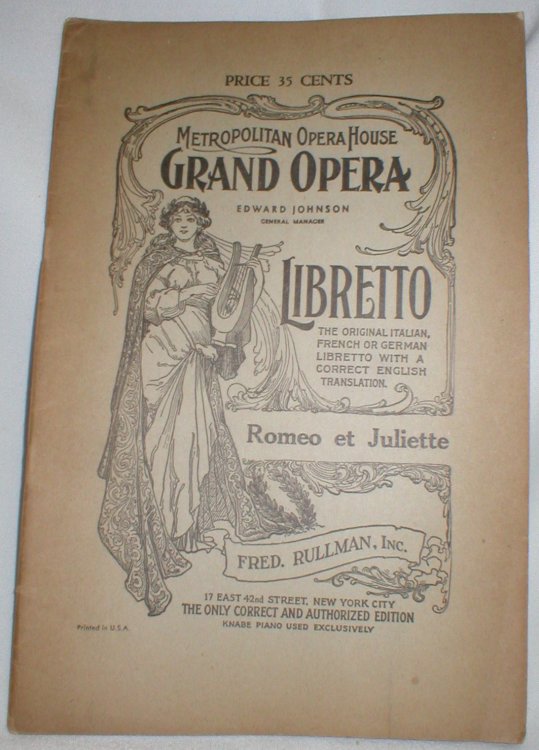 PRICE 35 CENTS
METROPOLITAN OPERA HOUSE
GRAND OPERA
EDWARD JOHNSON
GENERAL MANAGER
LIBRETTO
THE ORIGINAL ITALIAN,
FRENCH OR GERMAN
LIBRETTO WITH A
CORRECT ENGLISH
TRANSLATION.
Romeo et Juliette
FRED. RULLMAN, INC.
17 EAST 42nd STREET, NEW YORK CITY
THE ONLY CORRECT AND AUTHORIZED EDITION
KNABE PIANO USED EXCLUSIVELY
Printed in U.S.A.